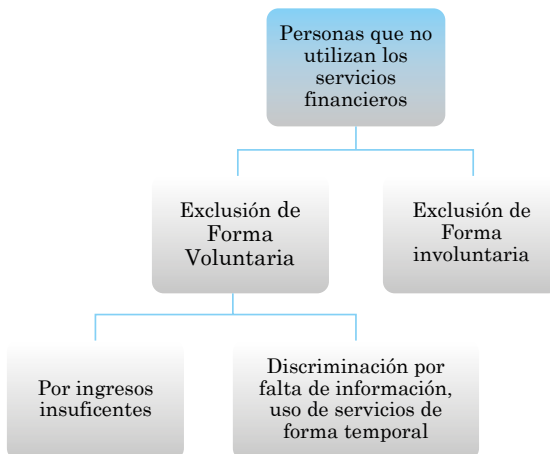 Personas que no
utilizan los
servicios
financieros
Exclusión de
Forma
Voluntaria
Exclusión de
Forma
involuntaria
Por ingresos
insuficentes
Discriminación por
falta de información,
uso de servicios de
forma temporal